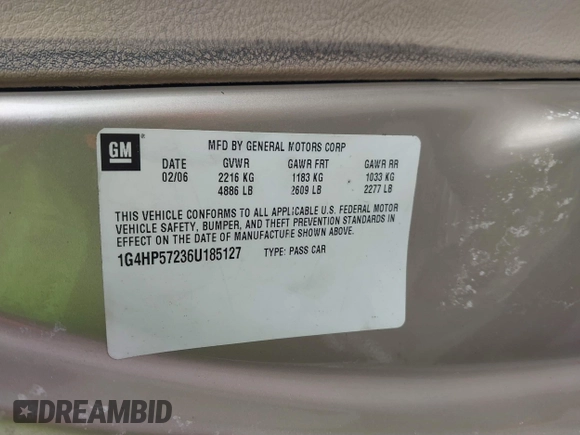 GM
MFD BY GENERAL MOTORS CORP
DATE GVWR GAWR FRT GAWR RR
02/06 2216 KG 1183 KG 1033 KG
4886 LB 2609 LB 2277 LB
THIS VEHICLE CONFORMS TO ALL APPLICABLE U.S. FEDERAL MOTOR
VEHICLE SAFETY, BUMPER, AND THEFT PREVENTION STANDARDS IN
EFFECT ON THE DATE OF MANUFACTURE SHOWN ABOVE.
1G4HP57236U185127 TYPE: PASS CAR
DREAMBID